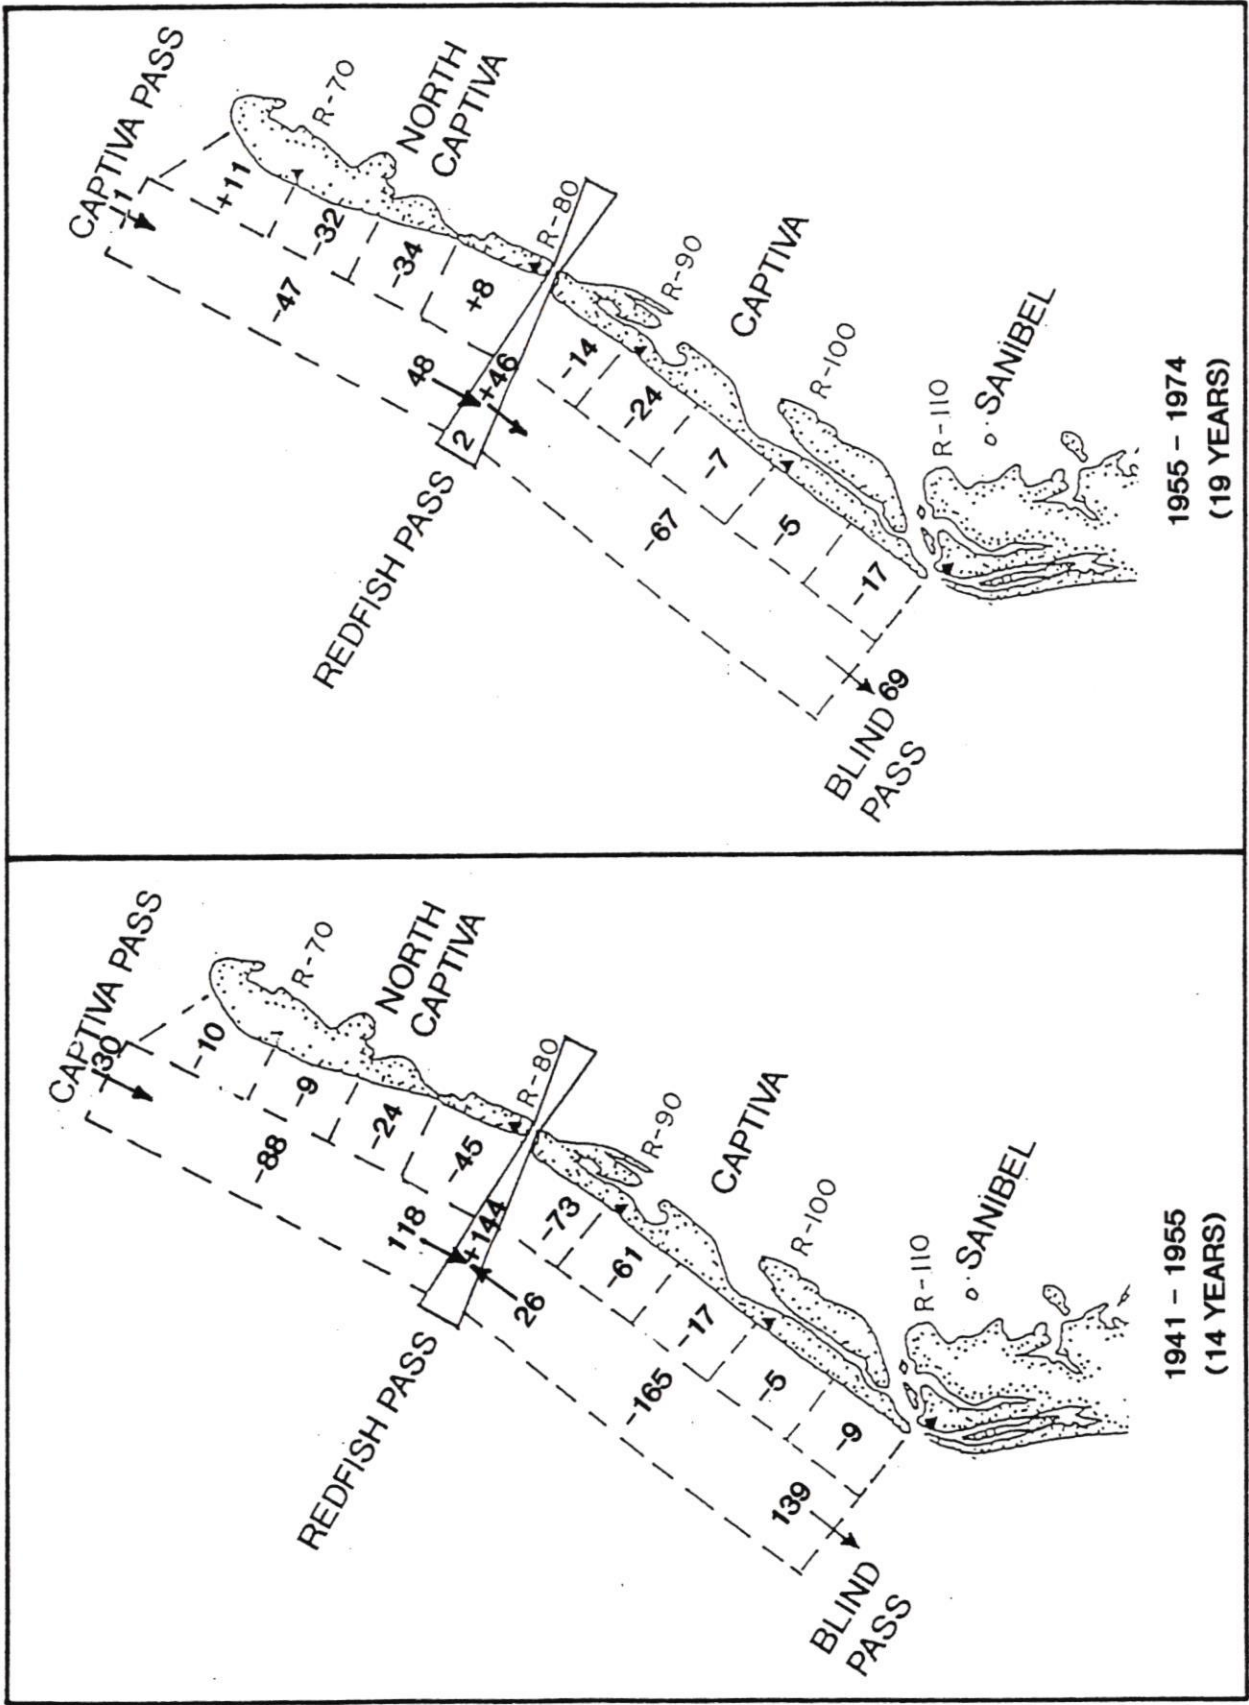 CAPTIVA PASS
30
-88
-10
R-70
-9
NORTH
CAPTIVA
-24
-45
118
R-80
REDFISH PASS
+144
26
-73
R-90
-61
CAPTIVA
-17
-165
R-100
-5
-9
139
R-110
SANIBEL
BLIND
PASS
1941 – 1955
(14 YEARS)
CAPTIVA PASS
1
-47
+11
R-70
-32
NORTH
CAPTIVA
-34
+8
48
R-80
REDFISH PASS
2
+46
-14
R-90
-24
CAPTIVA
-7
-67
R-100
-5
-17
69
R-110
SANIBEL
BLIND
PASS
1955 – 1974
(19 YEARS)